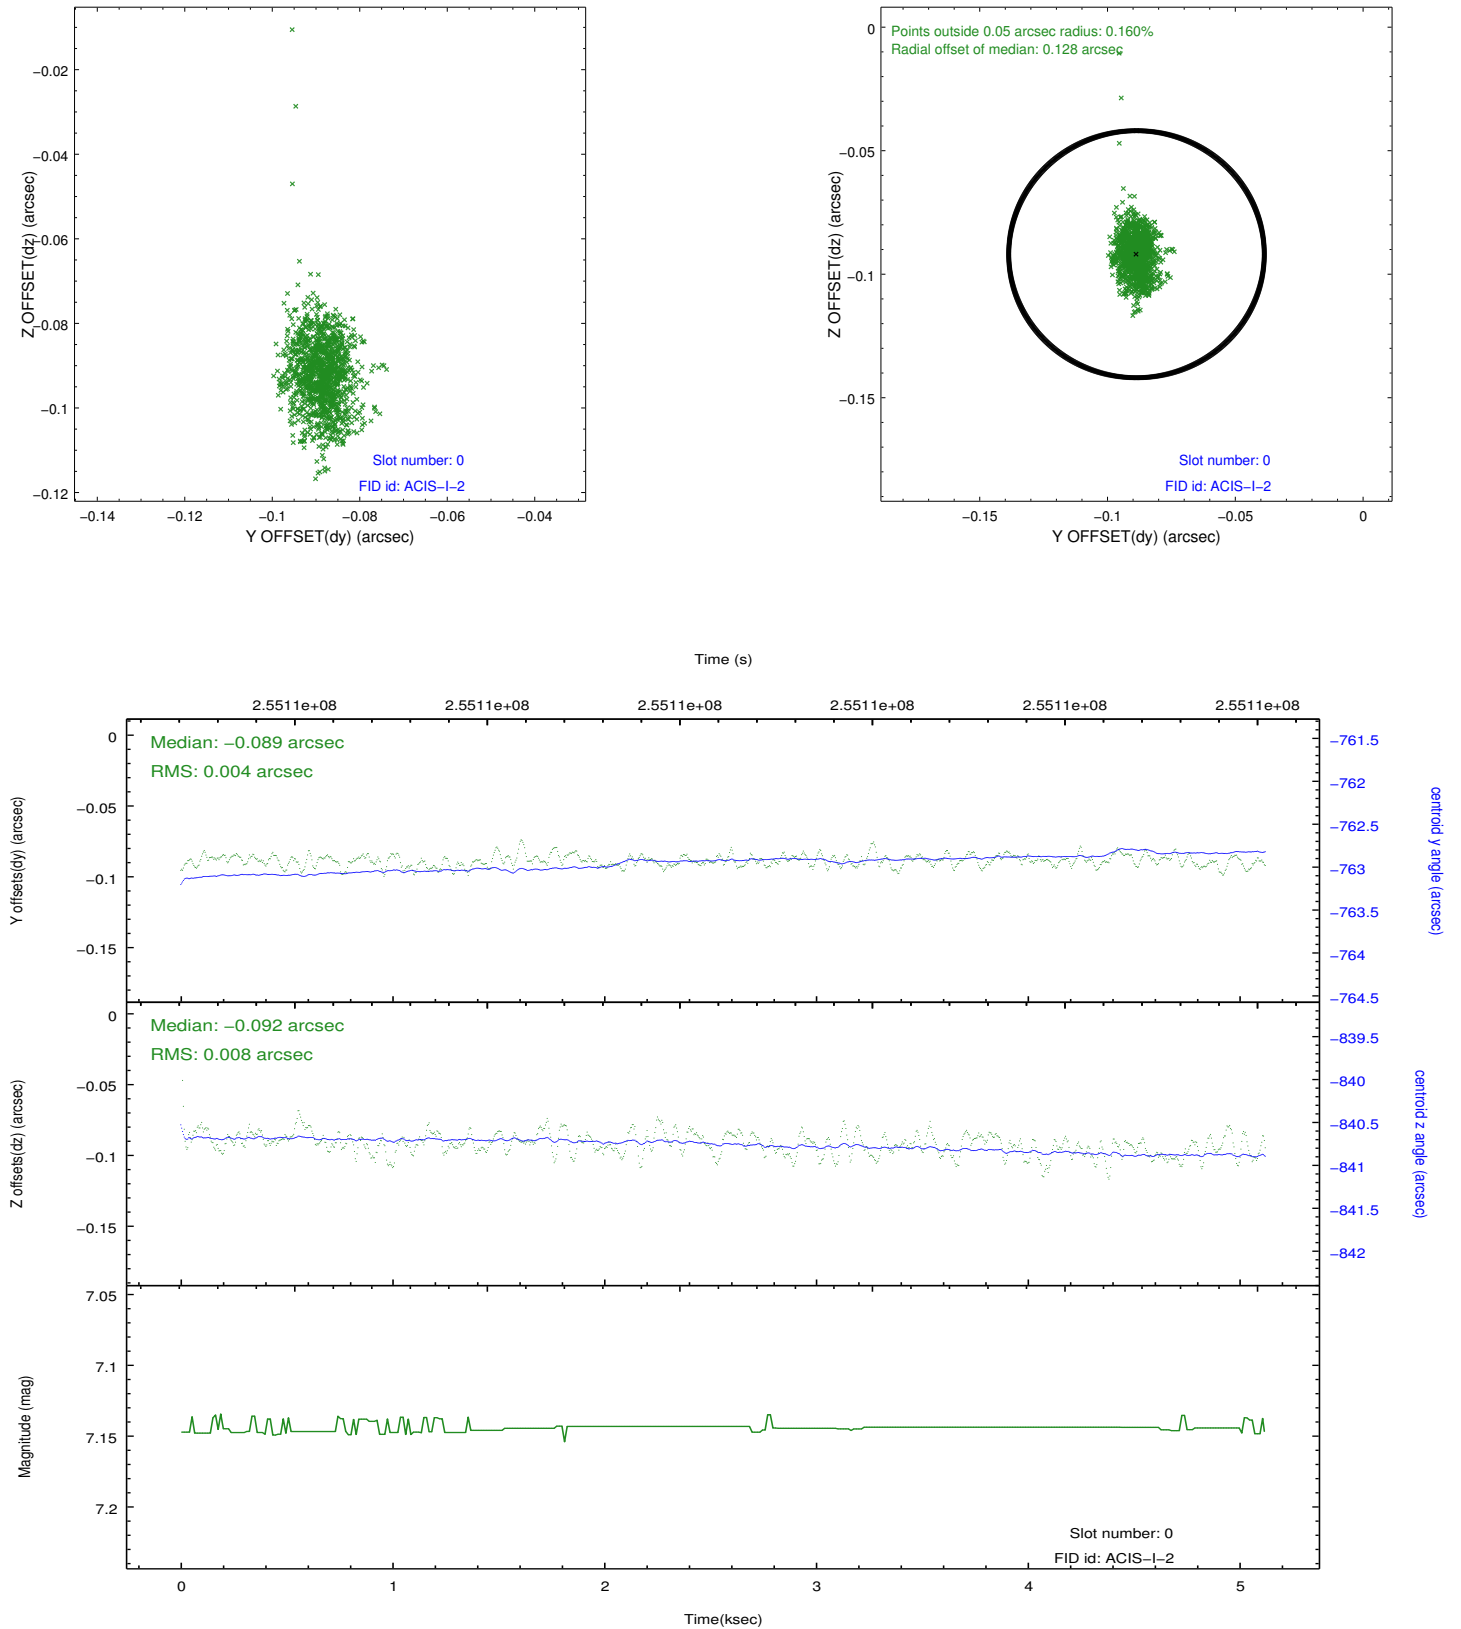 −0.02
−0.04
−0.06
−0.08
−0.1
−0.12
Z OFFSET(dz) (arcsec)
Slot number: 0
FID id: ACIS−I−2
−0.14
−0.12
−0.1
−0.08
−0.06
−0.04
Y OFFSET(dy) (arcsec)
Points outside 0.05 arcsec radius: 0.160%
Radial offset of median: 0.128 arcsec
0
−0.05
−0.1
−0.15
Z OFFSET(dz) (arcsec)
Slot number: 0
FID id: ACIS−I−2
−0.15
−0.1
−0.05
0
Y OFFSET(dy) (arcsec)
Time (s)
2.5511e+08
2.5511e+08
2.5511e+08
2.5511e+08
2.5511e+08
2.5511e+08
Median: −0.089 arcsec
RMS: 0.004 arcsec
0
−0.05
−0.1
−0.15
Y offsets(dy) (arcsec)
−761.5
−762
−762.5
−763
−763.5
−764
−764.5
centroid y angle (arcsec)
Median: −0.092 arcsec
RMS: 0.008 arcsec
0
−0.05
−0.1
−0.15
Z offsets(dz) (arcsec)
−839.5
−840
−840.5
−841
−841.5
−842
centroid z angle (arcsec)
7.05
7.1
7.15
7.2
Magnitude (mag)
Slot number: 0
FID id: ACIS−I−2
0
1
2
3
4
5
Time(ksec)